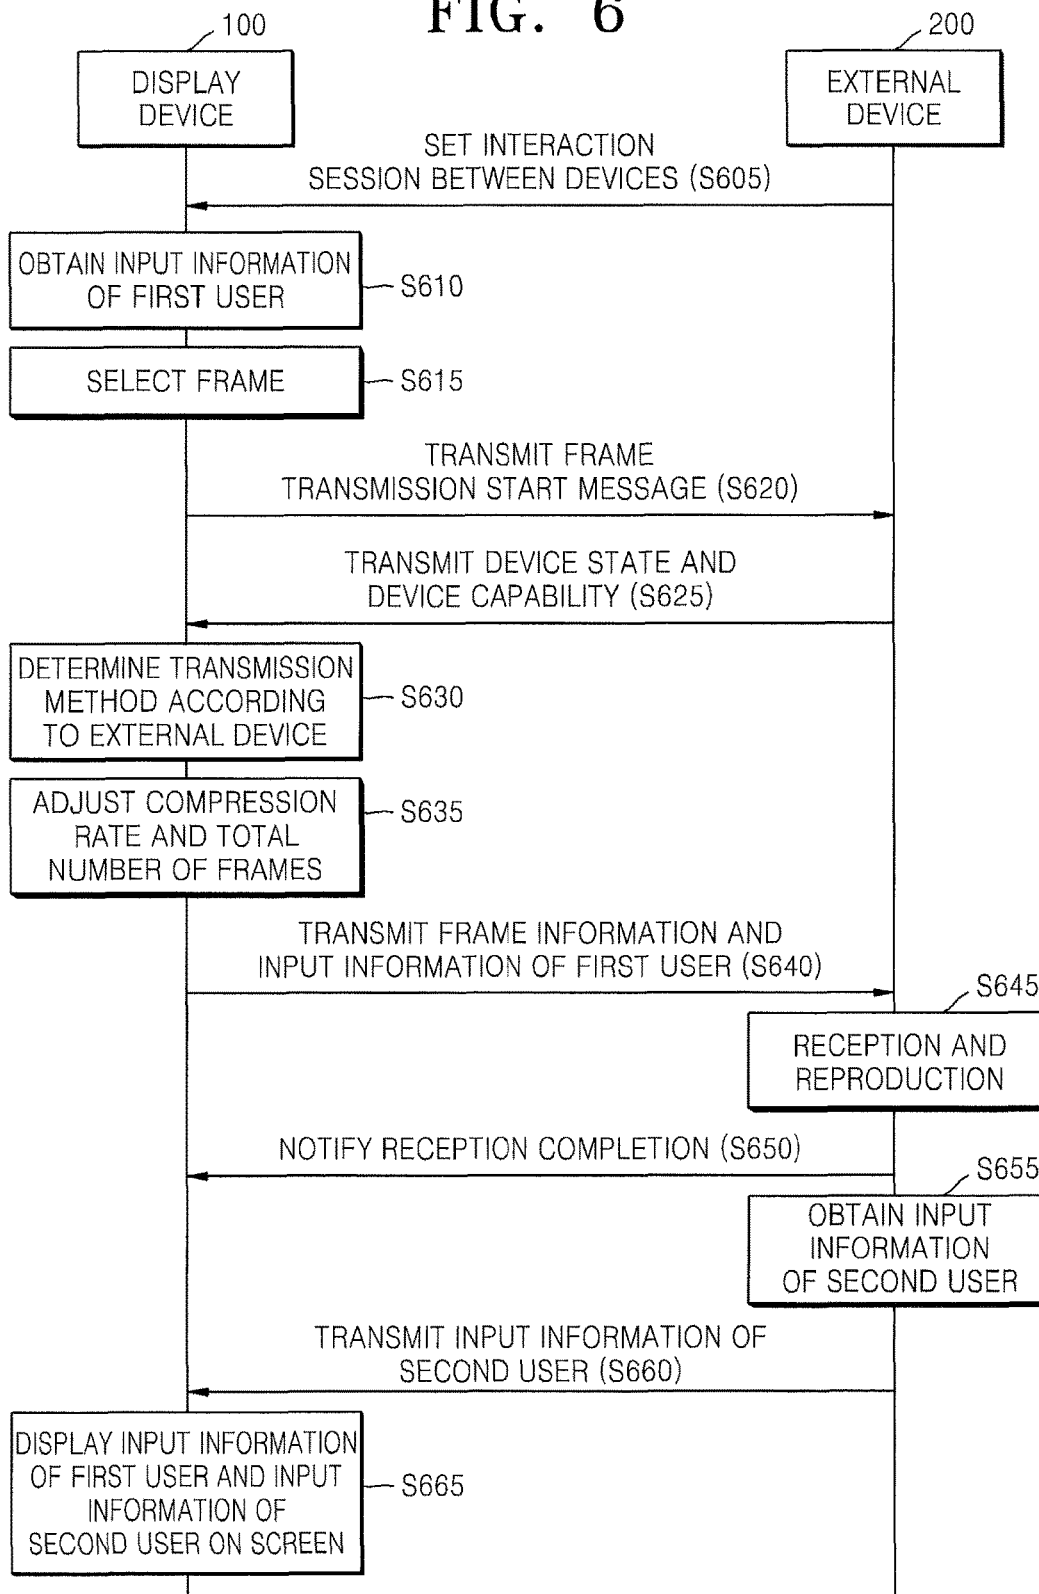 FIG. 6
100
200
DISPLAY
DEVICE
EXTERNAL
DEVICE
SET INTERACTION
SESSION BETWEEN DEVICES (S605)
OBTAIN INPUT INFORMATION
OF FIRST USER
S610
SELECT FRAME
S615
TRANSMIT FRAME
TRANSMISSION START MESSAGE (S620)
TRANSMIT DEVICE STATE AND
DEVICE CAPABILITY (S625)
DETERMINE TRANSMISSION
METHOD ACCORDING
TO EXTERNAL DEVICE
S630
ADJUST COMPRESSION
RATE AND TOTAL
NUMBER OF FRAMES
S635
TRANSMIT FRAME INFORMATION AND
INPUT INFORMATION OF FIRST USER (S640)
S645
RECEPTION AND
REPRODUCTION
NOTIFY RECEPTION COMPLETION (S650)
S655
OBTAIN INPUT
INFORMATION
OF SECOND USER
TRANSMIT INPUT INFORMATION OF
SECOND USER (S660)
DISPLAY INPUT INFORMATION
OF FIRST USER AND INPUT
INFORMATION OF
SECOND USER ON SCREEN
S665